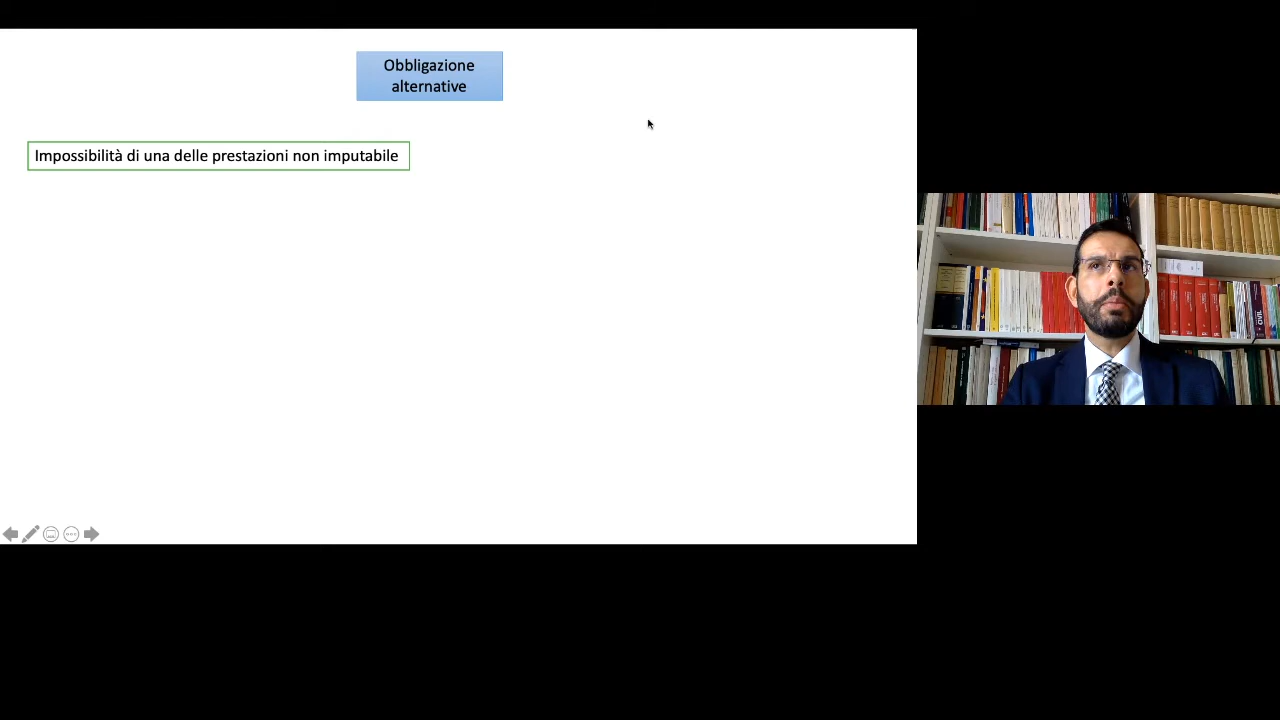 Obbligazione
alternative
Impossibilità di una delle prestazioni non imputabile